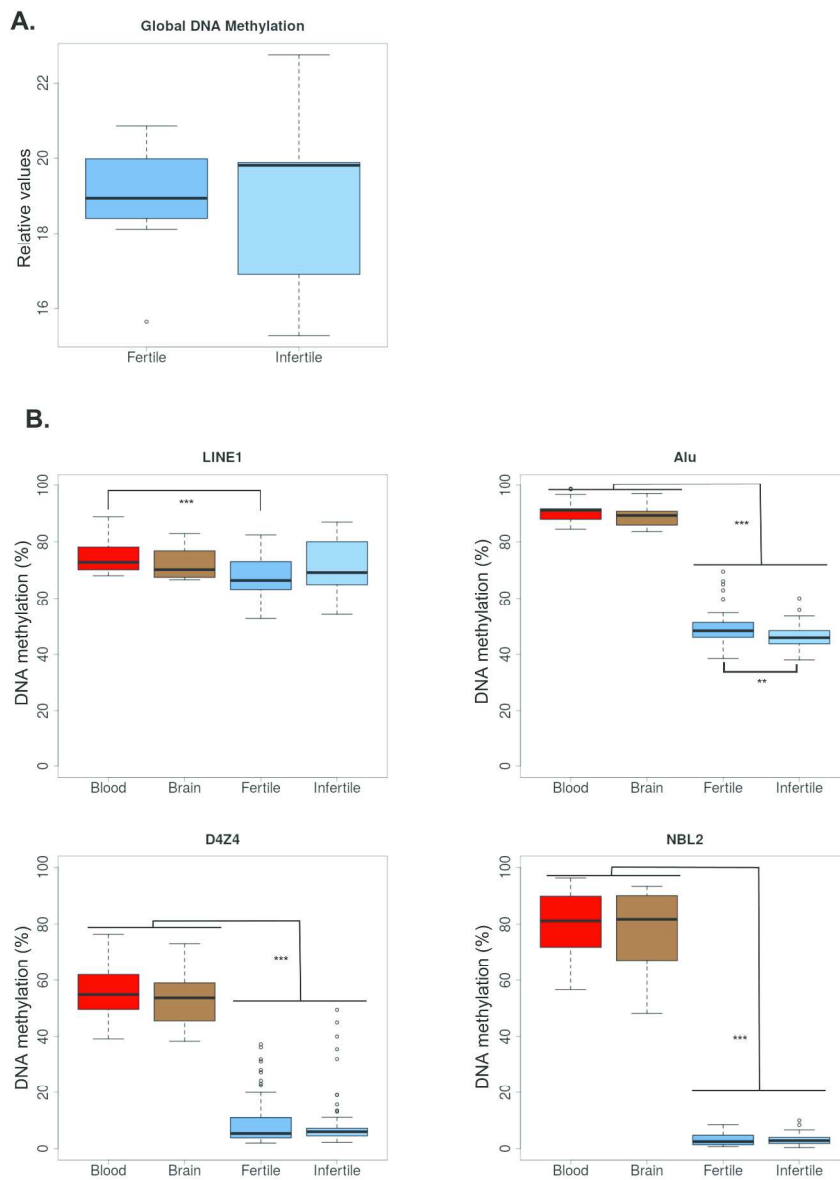 A.
Global DNA Methylation
Relative values
22
20
18
16
Fertile Infertile
B.
LINE1
DNA methylation (%)
100
80
60
40
20
0
***
Blood Brain Fertile Infertile
Alu
DNA methylation (%)
100
80
60
40
20
0
***
**
Blood Brain Fertile Infertile
D4Z4
DNA methylation (%)
100
80
60
40
20
0
***
Blood Brain Fertile Infertile
NBL2
DNA methylation (%)
100
80
60
40
20
0
***
Blood Brain Fertile Infertile